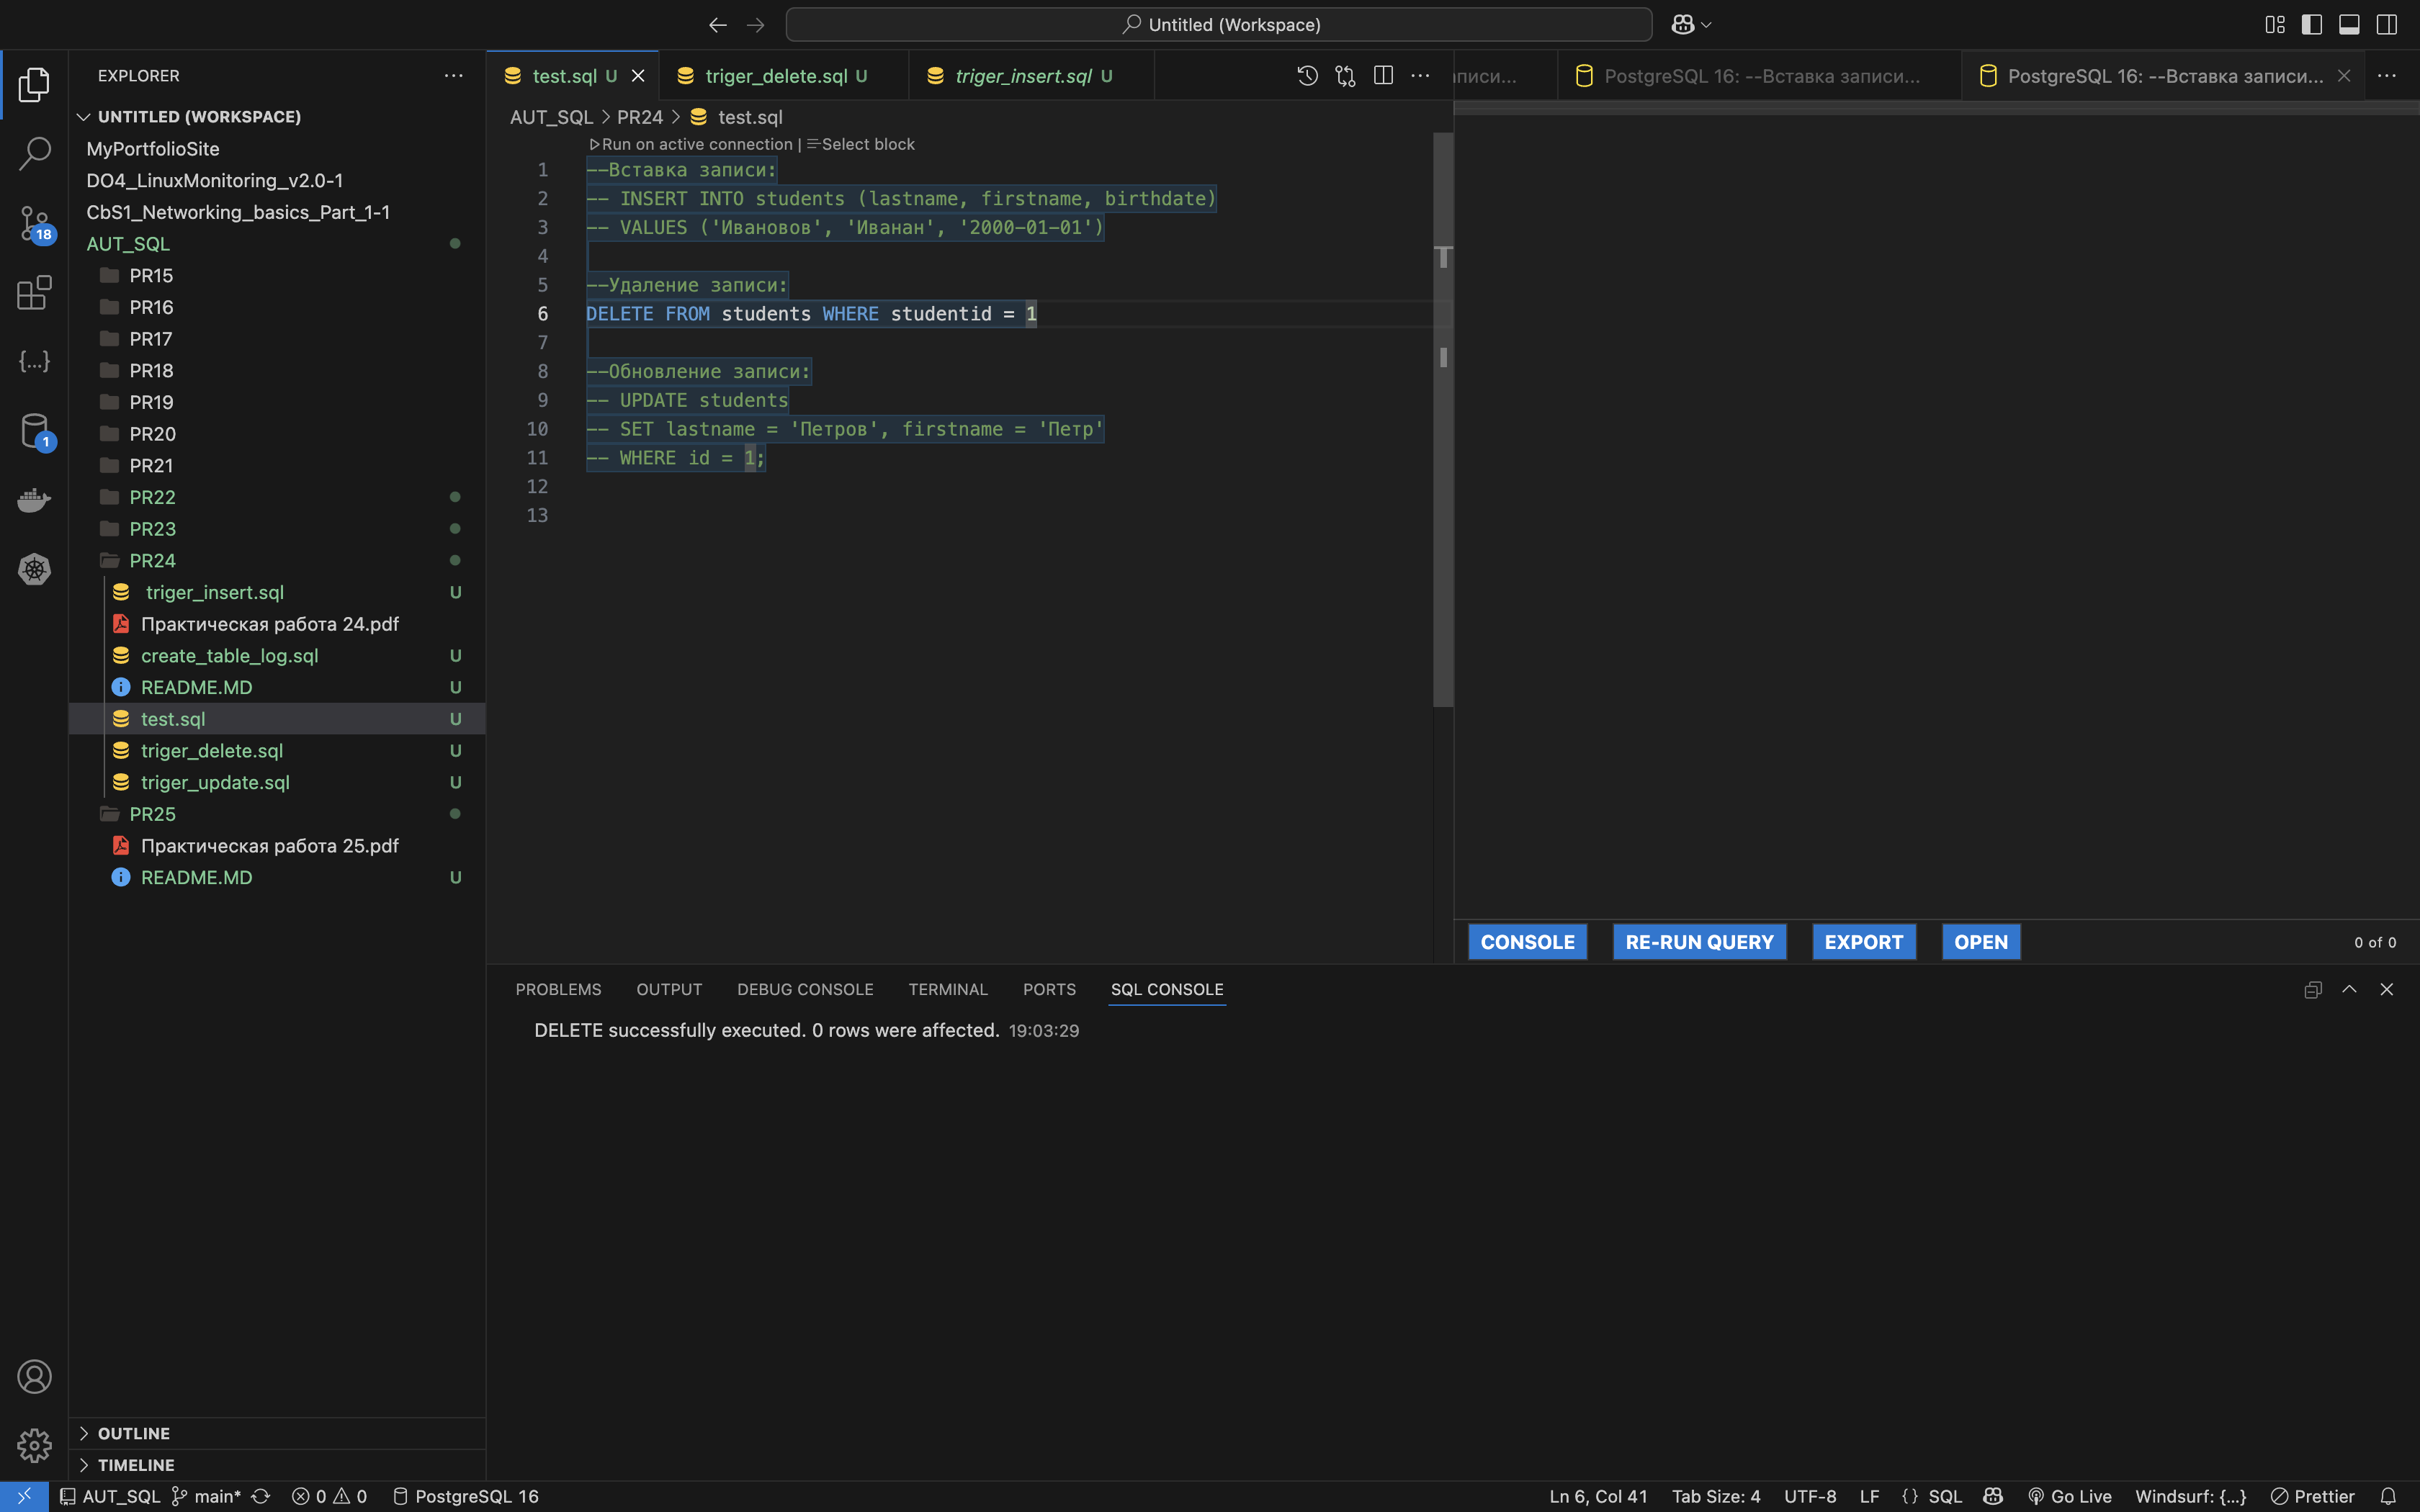 Untitled (Workspace)
EXPLORER
UNTITLED (WORKSPACE)
MyPortfolioSite
DO4_LinuxMonitoring_v2.0-1
CbS1_Networking_basics_Part_1-1
AUT_SQL
PR15
PR16
PR17
PR18
PR19
PR20
PR21
PR22
PR23
PR24
triger_insert.sql U
Практическая работа 24.pdf
create_table_log.sql U
README.MD U
test.sql U
triger_delete.sql U
triger_update.sql U
PR25
Практическая работа 25.pdf
README.MD U
OUTLINE
TIMELINE
18
1
test.sql U
triger_delete.sql U
triger_insert.sql U
AUT_SQL > PR24 > test.sql
Run on active connection | Select block
1 --Вставка записи:
2 -- INSERT INTO students (lastname, firstname, birthdate)
3 -- VALUES ('Ивановов', 'Иванан', '2000-01-01')
4
5 --Удаление записи:
6 DELETE FROM students WHERE studentid = 1
7
8 --Обновление записи:
9 -- UPDATE students
10 -- SET lastname = 'Петров', firstname = 'Петр'
11 -- WHERE id = 1;
12
13
писи...
PostgreSQL 16: --Вставка записи...
PostgreSQL 16: --Вставка записи...
CONSOLE RE-RUN QUERY EXPORT OPEN 0 of 0
PROBLEMS OUTPUT DEBUG CONSOLE TERMINAL PORTS SQL CONSOLE
DELETE successfully executed. 0 rows were affected. 19:03:29
AUT_SQL main* 0 0 PostgreSQL 16 Ln 6, Col 41 Tab Size: 4 UTF-8 LF {} SQL Go Live Windsurf: {...} Prettier